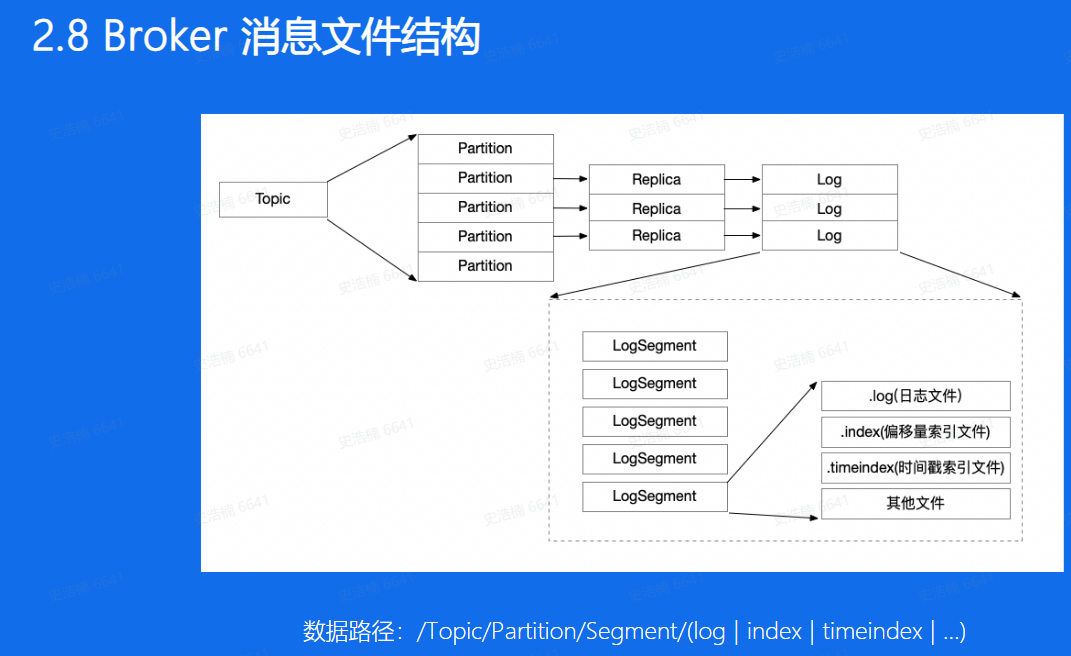 2.8 Broker 消息文件结构
Topic
Partition
Partition
Partition
Partition
Partition
Replica
Replica
Replica
Log
Log
Log
LogSegment
LogSegment
LogSegment
LogSegment
LogSegment
.log(日志文件)
.index(偏移量索引文件)
.timeindex(时间戳索引文件)
其他文件
数据路径：/Topic/Partition/Segment/(log | index | timeindex | ...)
史浩楠 6641